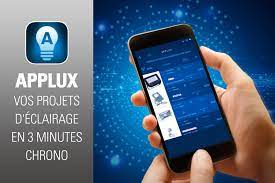 A
APPLUX
VOS PROJETS
D'ÉCLAIRAGE
EN 3 MINUTES
CHRONO